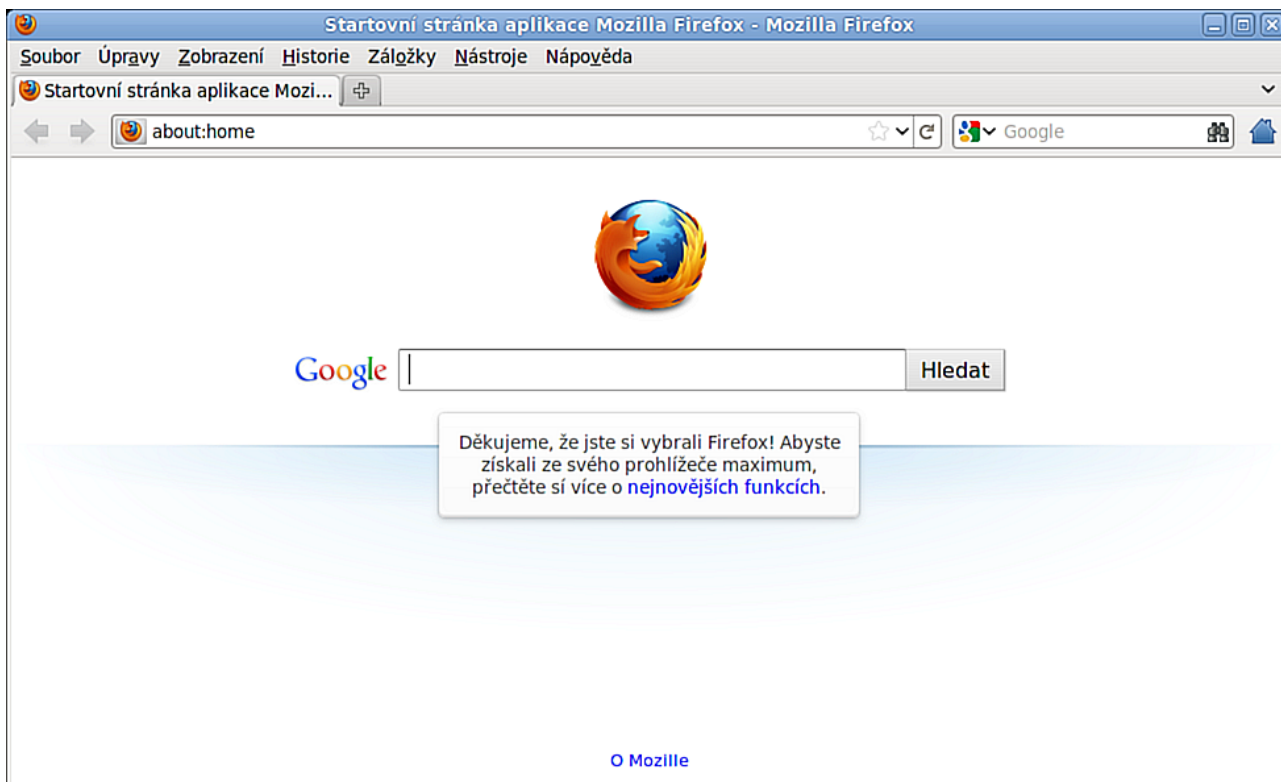 Startovní stránka aplikace Mozilla Firefox - Mozilla Firefox
Soubor Úpravy Zobrazení Historie Záložky Nástroje Nápověda
Startovní stránka aplikace Mozi...
about:home Google
Google Hledat
Děkujeme, že jste si vybrali Firefox! Abyste
získali ze svého prohlížeče maximum,
přečtěte sí více o nejnovějších funkcích.
O Mozille